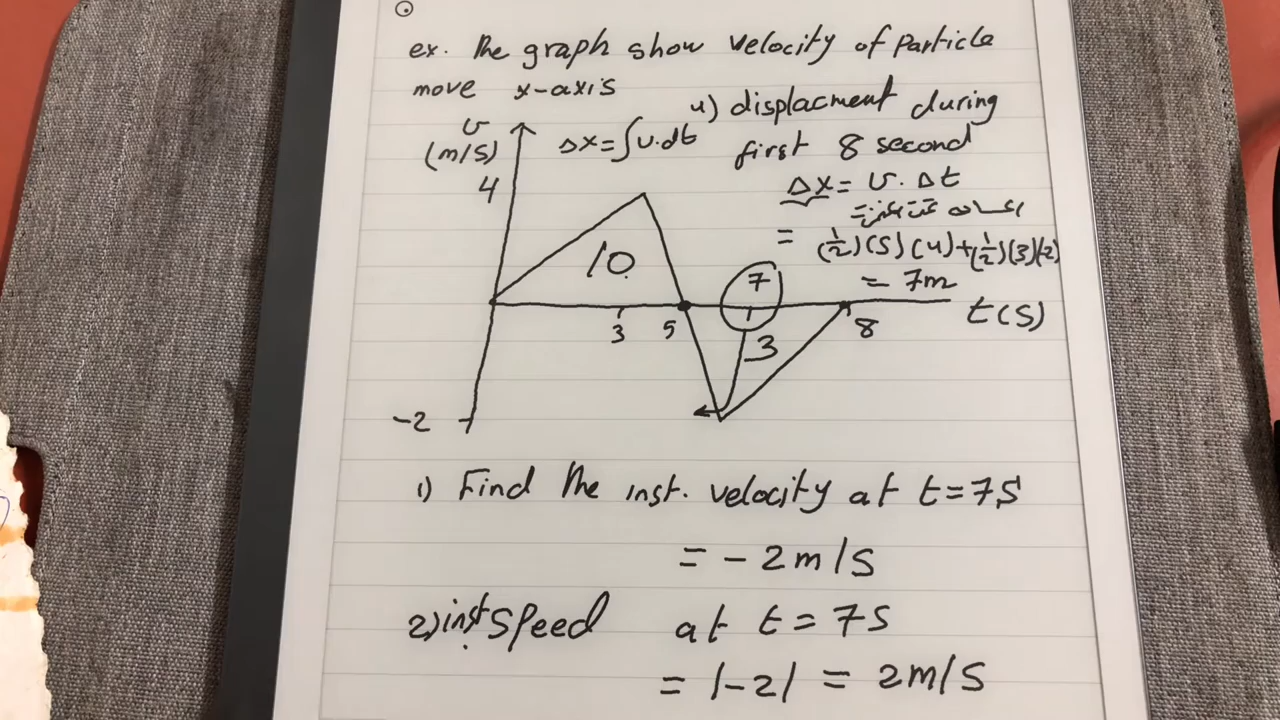 ex. The graph show velocity of particle
move x-axis
4) displacment during
first 8 second
Δx = v . Δt
= (1/2)(5)(4)+(1/2)(3)(-2)
= 7m
v
(m/s)
Δx = ∫v.dt
4
10
7
3
5
8
t(s)
3
-2
1) Find the inst. velocity at t=7s
= -2m/s
2) inst speed at t = 7s
= |-2| = 2m/s